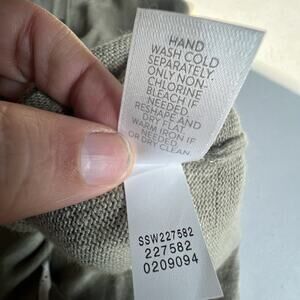 HAND
WASH COLD
SEPARATELY.
ONLY NON-
CHLORINE
BLEACH IF
NEEDED.
RESHAPE AND
DRY FLAT.
WARM IRON IF
NEEDED.
OR DRY CLEAN.
SSW227582
227582
0209094